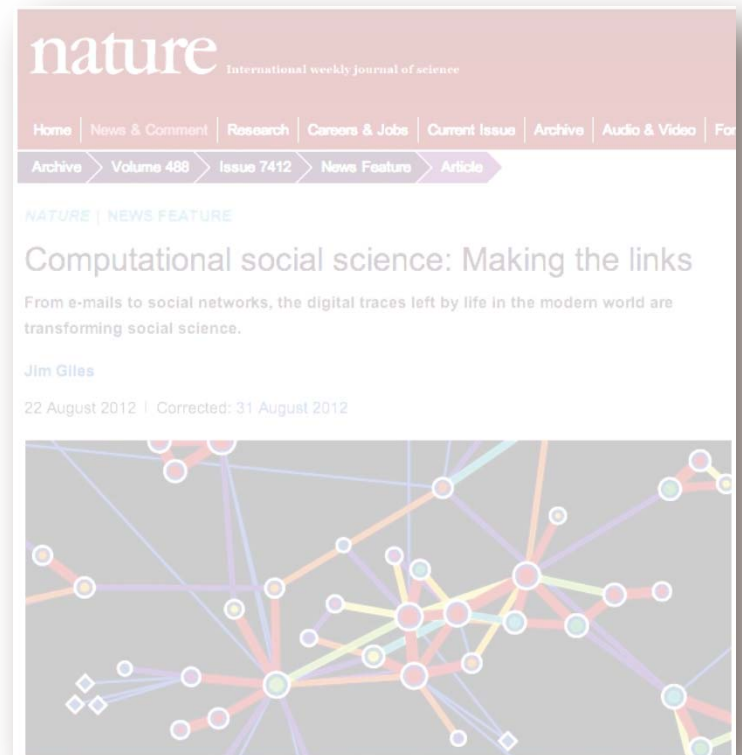 nature International weekly journal of science
Home News & Comment Research Careers & Jobs Current Issue Archive Audio & Video For
Archive Volume 488 Issue 7412 News Feature Article
NATURE | NEWS FEATURE
Computational social science: Making the links
From e-mails to social networks, the digital traces left by life in the modern world are
transforming social science.
Jim Giles
22 August 2012 | Corrected: 31 August 2012